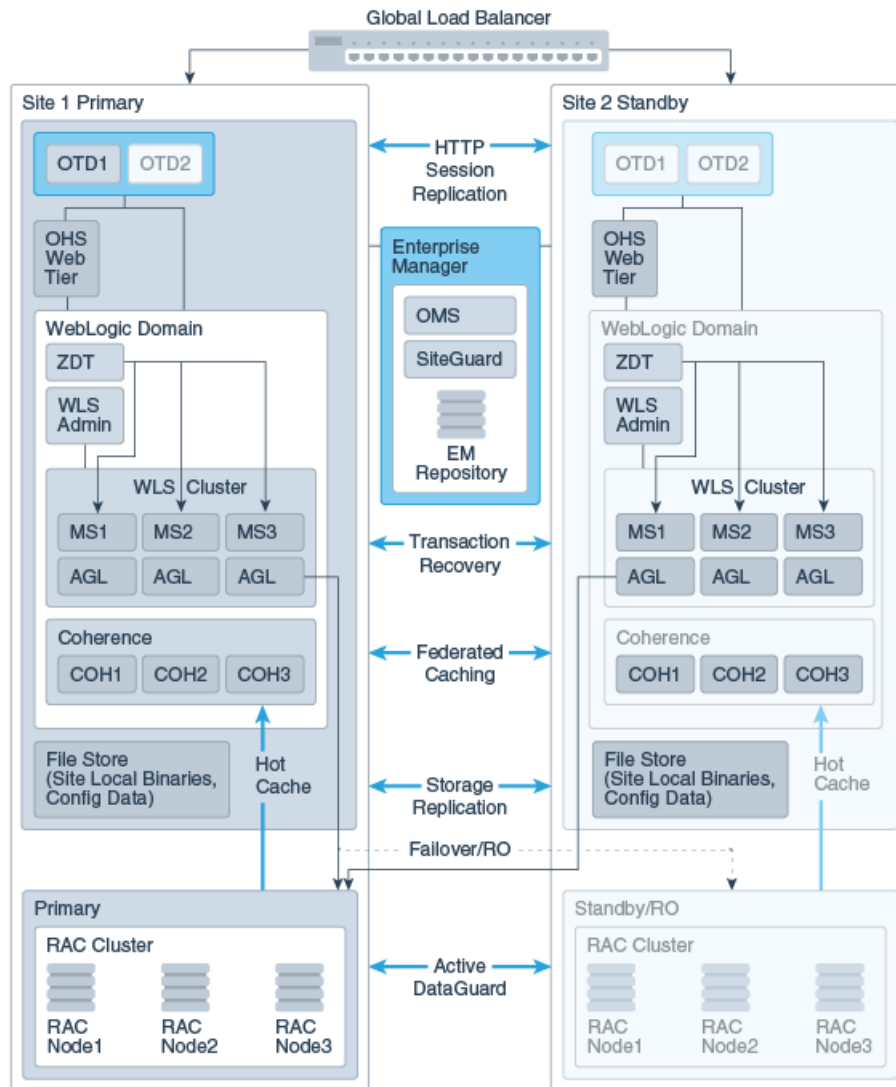 Global Load Balancer
Site 1 Primary
OTD1
OTD2
OHS
Web
Tier
WebLogic Domain
ZDT
WLS
Admin
WLS Cluster
MS1
MS2
MS3
AGL
AGL
AGL
Coherence
COH1
COH2
COH3
File Store
(Site Local Binaries,
Config Data)
Hot
Cache
Primary
RAC Cluster
RAC
Node1
RAC
Node2
RAC
Node3
HTTP
Session
Replication
Enterprise
Manager
OMS
SiteGuard
EM
Repository
Transaction
Recovery
Federated
Caching
Storage
Replication
Failover/RO
Active
DataGuard
Site 2 Standby
OTD1
OTD2
OHS
Web
Tier
WebLogic Domain
ZDT
WLS
Admin
WLS Cluster
MS1
MS2
MS3
AGL
AGL
AGL
Coherence
COH1
COH2
COH3
File Store
(Site Local Binaries,
Config Data)
Hot
Cache
Standby/RO
RAC Cluster
RAC
Node1
RAC
Node2
RAC
Node3